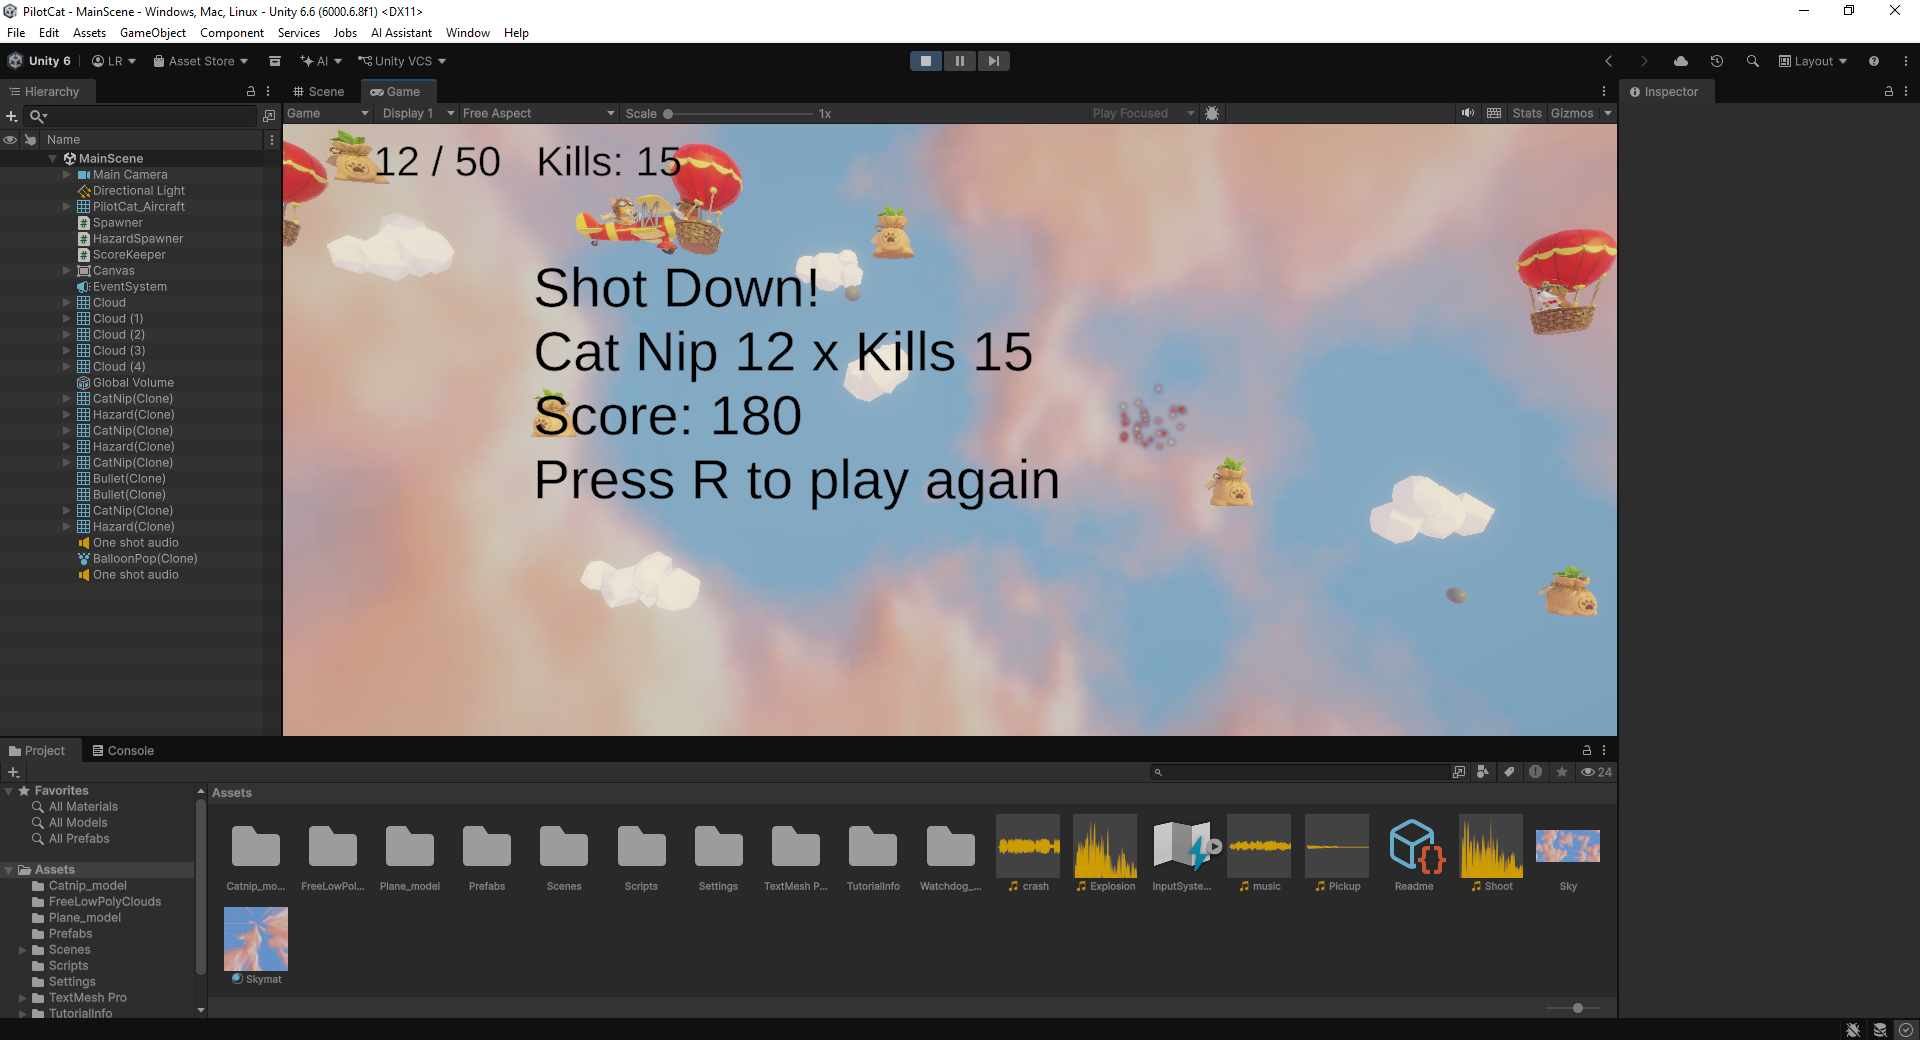 PilotCat - MainScene - Windows, Mac, Linux - Unity 6.6 (6000.6.8f1) <DX11>
File Edit Assets GameObject Component Services Jobs AI Assistant Window Help
Unity 6 LR Asset Store AI Unity VCS Layout
Hierarchy Scene Game Inspector
Game Display 1 Free Aspect Scale 1x Play Focused Stats Gizmos
Name
MainScene
Main Camera
Directional Light
PilotCat_Aircraft
Spawner
HazardSpawner
ScoreKeeper
Canvas
EventSystem
Cloud
Cloud (1)
Cloud (2)
Cloud (3)
Cloud (4)
Global Volume
CatNip(Clone)
Hazard(Clone)
CatNip(Clone)
Hazard(Clone)
CatNip(Clone)
Bullet(Clone)
Bullet(Clone)
CatNip(Clone)
Hazard(Clone)
One shot audio
BalloonPop(Clone)
One shot audio
12 / 50 Kills: 15
Shot Down!
Cat Nip 12 x Kills 15
Score: 180
Press R to play again
Project Console
24
Favorites
All Materials
All Models
All Prefabs
Assets
Catnip_model
FreeLowPolyClouds
Plane_model
Prefabs
Scenes
Scripts
Settings
TextMesh Pro
TutorialInfo
Assets
Catnip_mo... FreeLowPol... Plane_model Prefabs Scenes Scripts Settings TextMesh P... TutorialInfo Watchdog_... crash Explosion InputSyste... music Pickup Readme Shoot Sky
Skymat